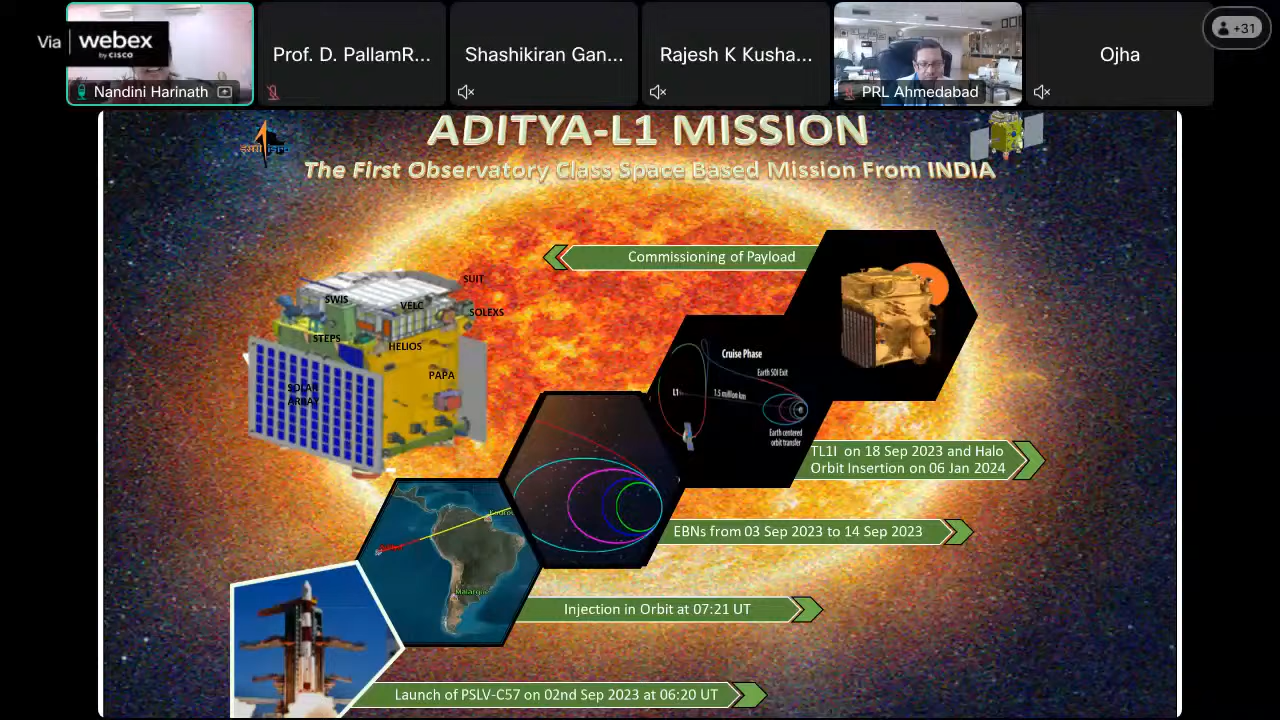 Via webex
by CISCO
Nandini Harinath
Prof. D. PallamR...
Shashikiran Gan...
Rajesh K Kusha...
PRL Ahmedabad
Ojha
+31
ADITYA-L1 MISSION
The First Observatory Class Space Based Mission From INDIA
Commissioning of Payload
SUIT
SWIS
VELC
SOLEXS
STEPS
HELIOS
PAPA
SOLAR
ARRAY
Cruise Phase
Earth SOI Exit
L1
1.5 million km
Earth centered
orbit transfer
TL1I on 18 Sep 2023 and Halo
Orbit Insertion on 06 Jan 2024
EBNs from 03 Sep 2023 to 14 Sep 2023
Malargue
Injection in Orbit at 07:21 UT
Launch of PSLV-C57 on 02nd Sep 2023 at 06:20 UT